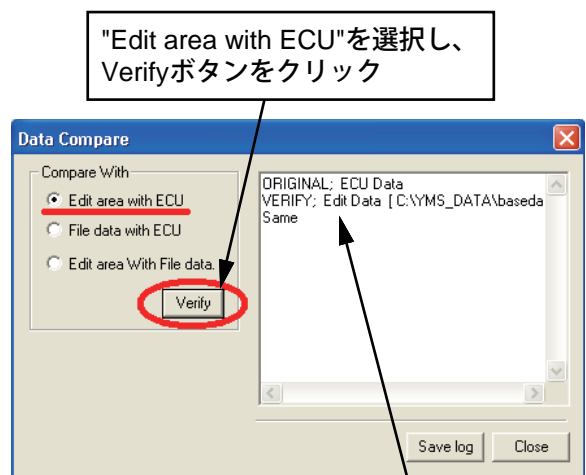 "Edit area with ECU"を選択し、
Verifyボタンをクリック
Data Compare
Compare With
Edit area with ECU
File data with ECU
Edit area With File data.
Verify
ORIGINAL; ECU Data
VERIFY; Edit Data [ C:\YMS_DATA\baseda
Same
Save log
Close